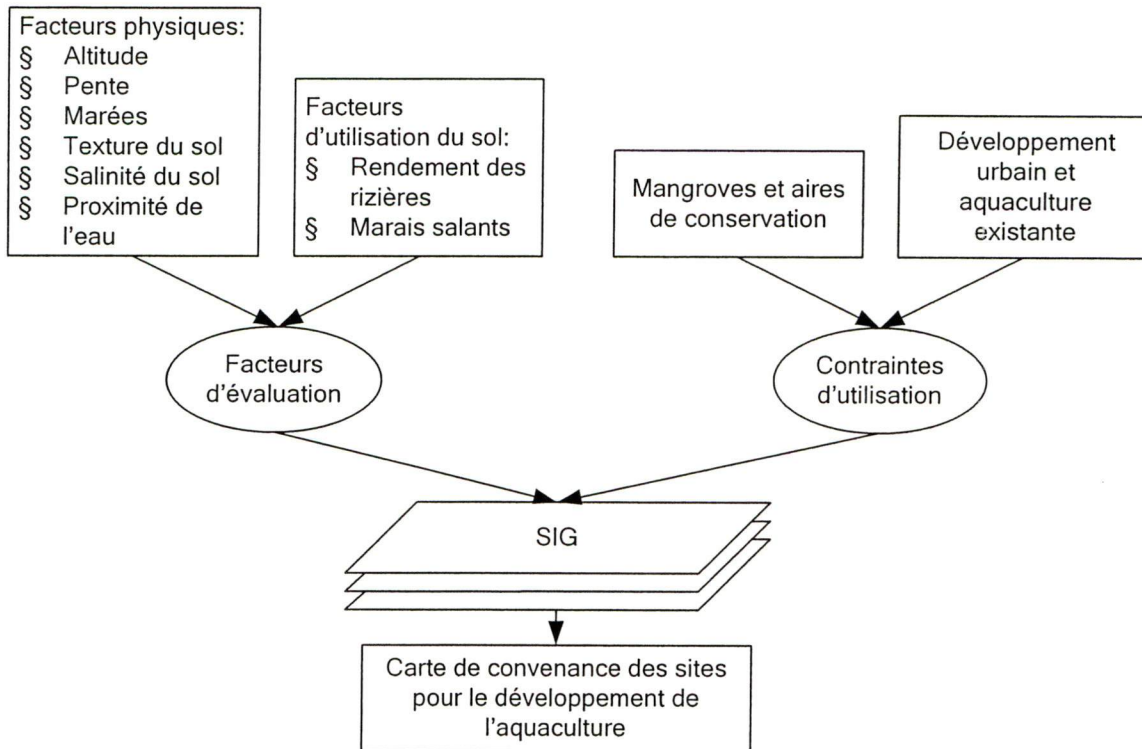 Facteurs physiques:
§ Altitude
§ Pente
§ Marées
§ Texture du sol
§ Salinité du sol
§ Proximité de
l'eau
Facteurs
d'utilisation du sol:
§ Rendement des
rizières
§ Marais salants
Mangroves et aires
de conservation
Développement
urbain et
aquaculture
existante
Facteurs
d'évaluation
Contraintes
d'utilisation
SIG
Carte de convenance des sites
pour le développement de
l'aquaculture